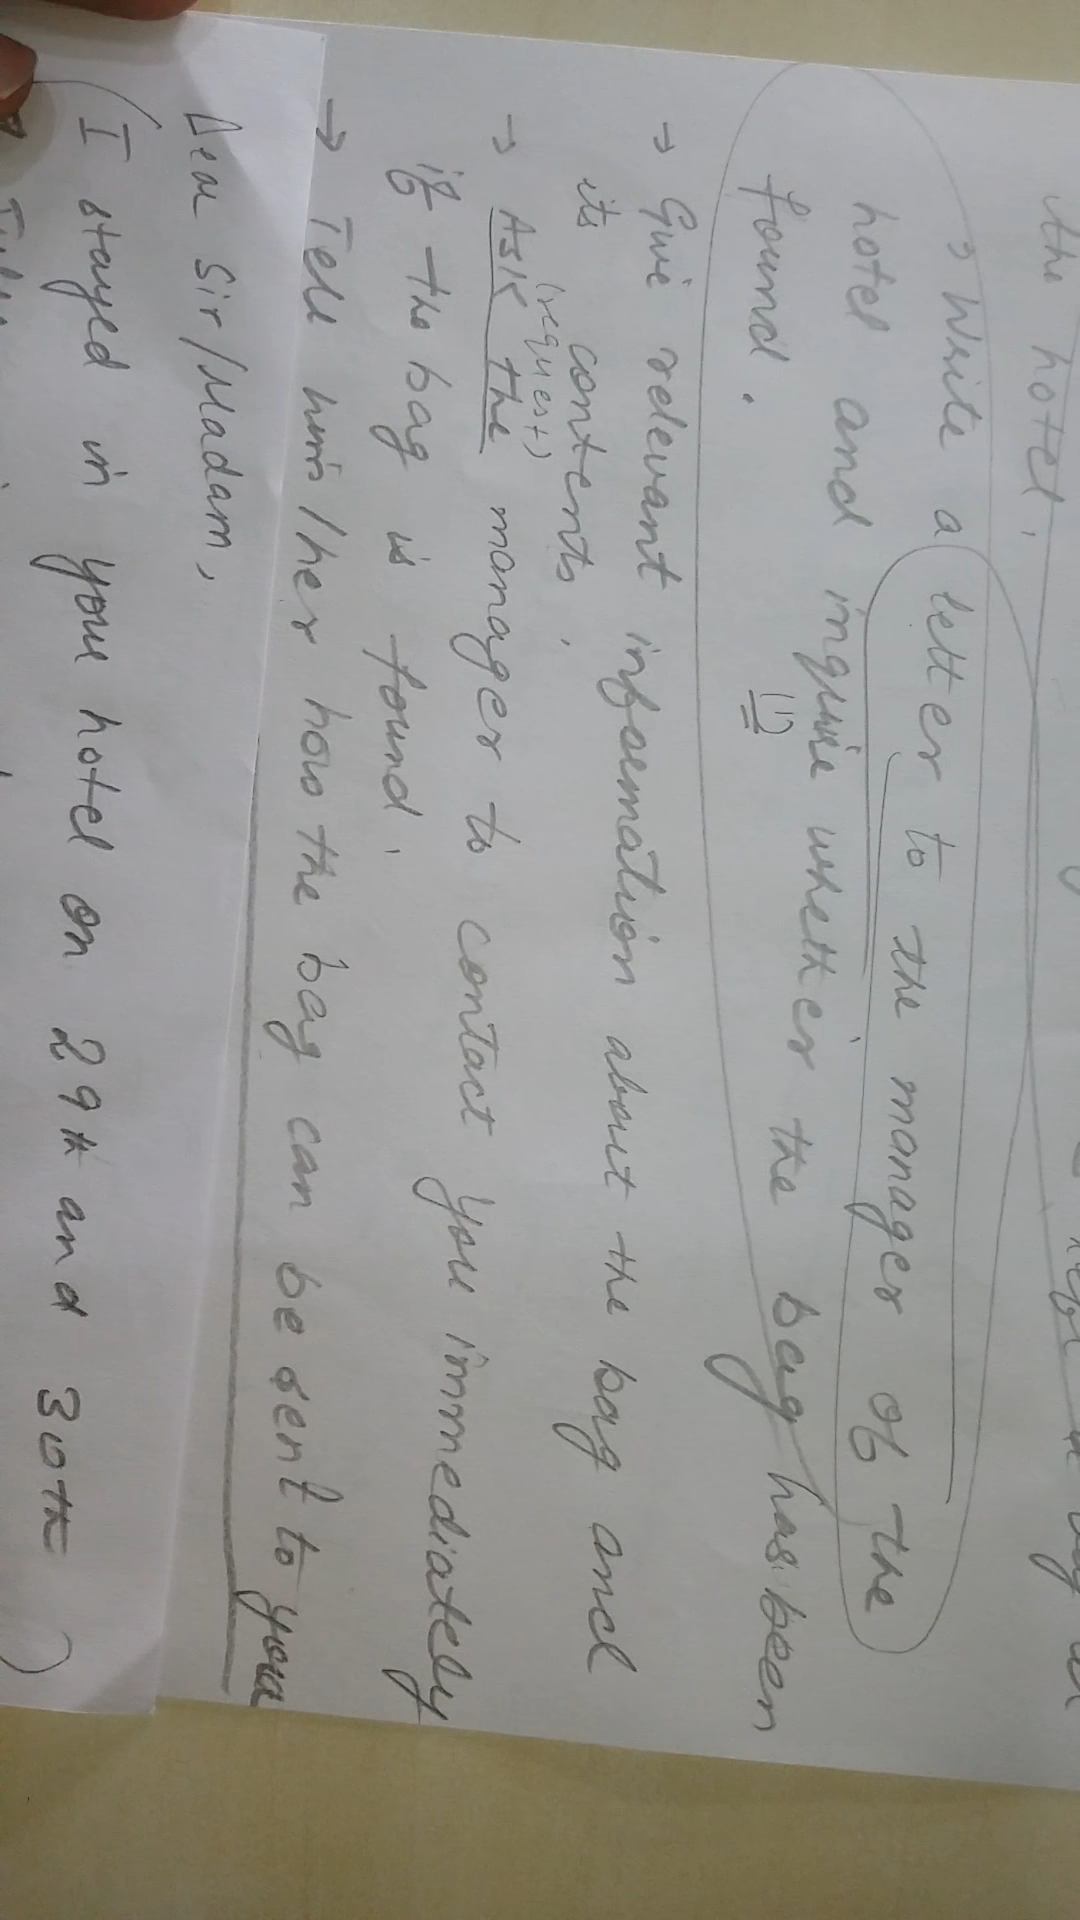 the hotel.
Write a letter to the manager of the
hotel and inquire whether the bag has been
found.
(1)
→ Give relevant information about the bag and
its contents.
(request)
→ Ask the manager to contact you immediately
if the bag is found.
→ Tell him/her how the bag can be sent to you
Dear Sir/Madam,
(I stayed in your hotel on 29th and 30th )